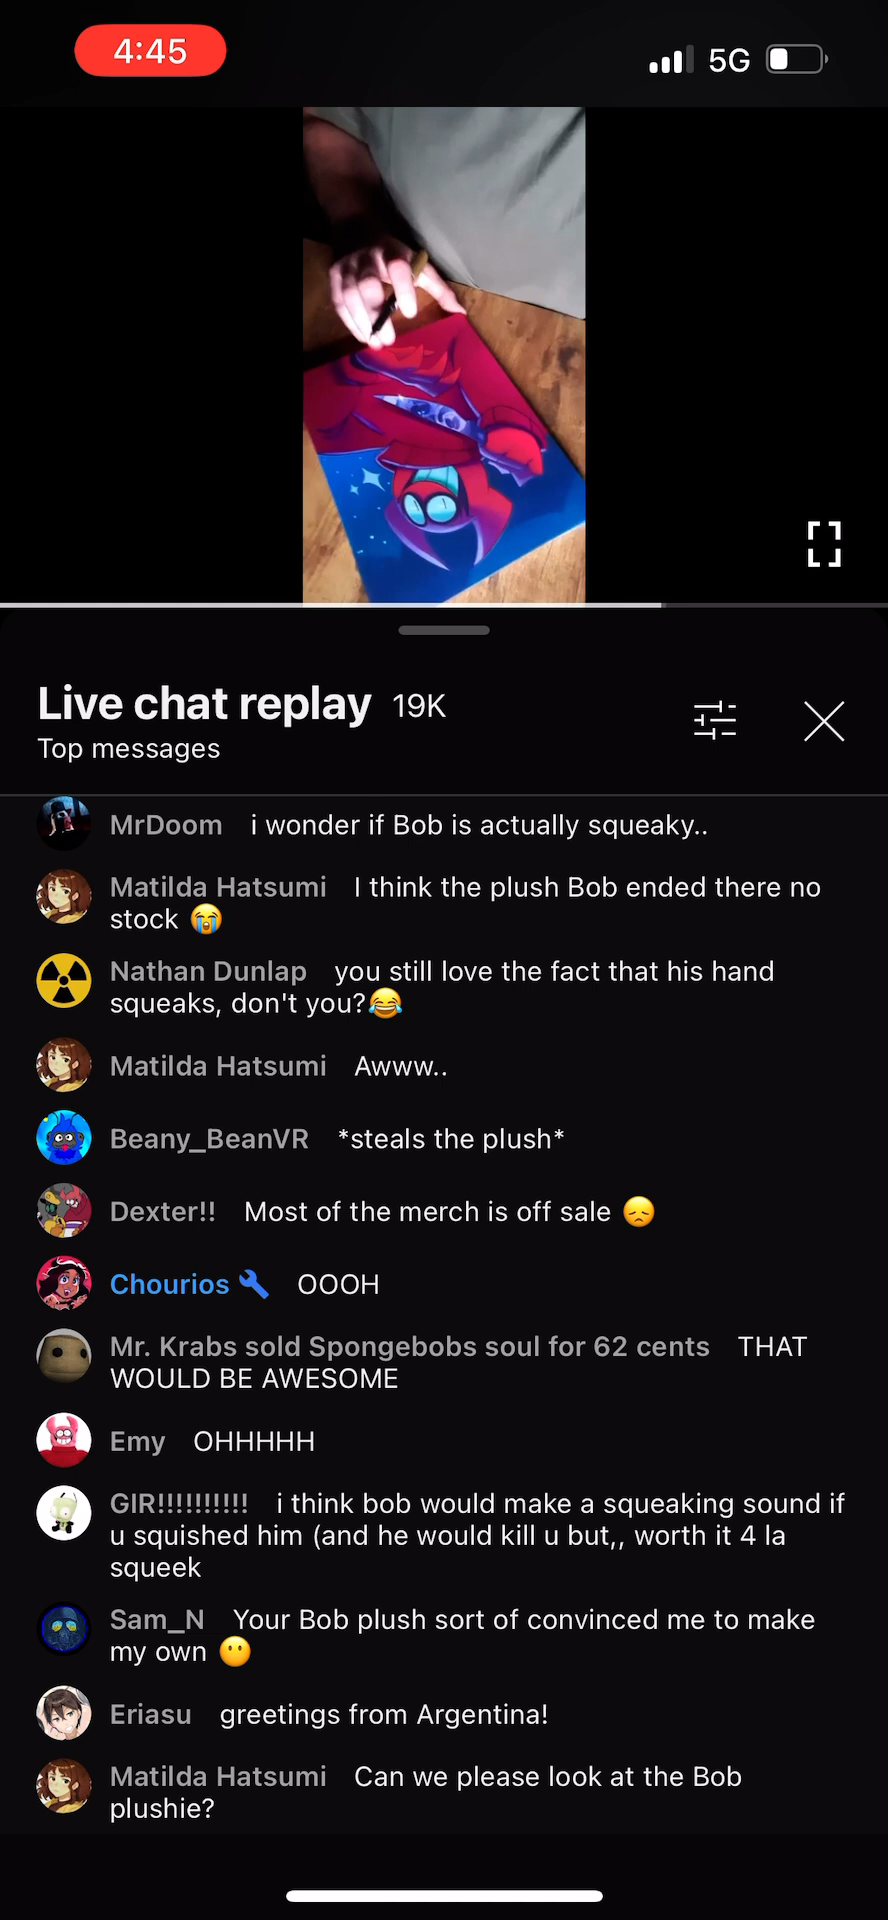 4:45
5G
Live chat replay 19K
Top messages
MrDoom i wonder if Bob is actually squeaky..
Matilda Hatsumi I think the plush Bob ended there no
stock 😭
Nathan Dunlap you still love the fact that his hand
squeaks, don't you?😂
Matilda Hatsumi Awww..
Beany_BeanVR *steals the plush*
Dexter!! Most of the merch is off sale 😞
Chourios 🔧 OOOH
Mr. Krabs sold Spongebobs soul for 62 cents THAT
WOULD BE AWESOME
Emy OHHHHH
GIR!!!!!!!!!! i think bob would make a squeaking sound if
u squished him (and he would kill u but,, worth it 4 la
squeek
Sam_N Your Bob plush sort of convinced me to make
my own 😶
Eriasu greetings from Argentina!
Matilda Hatsumi Can we please look at the Bob
plushie?